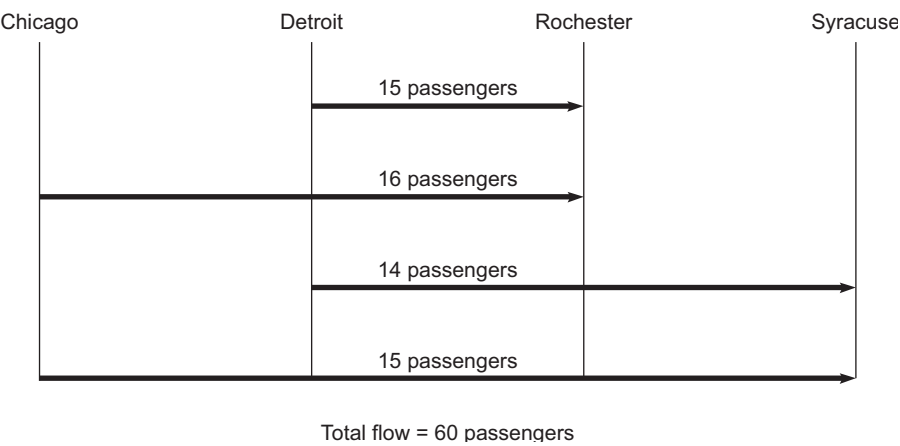 Chicago Detroit Rochester Syracuse
15 passengers
16 passengers
14 passengers
15 passengers
Total flow = 60 passengers